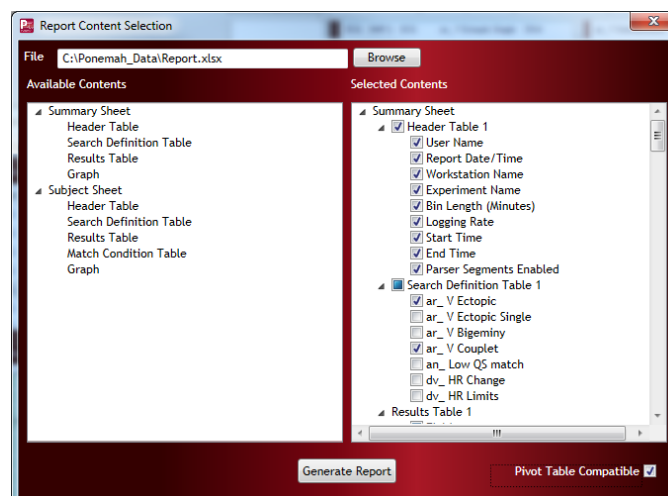 Report Content Selection
File C:\Ponemah_Data\Report.xlsx Browse
Available Contents
Summary Sheet
Header Table
Search Definition Table
Results Table
Graph
Subject Sheet
Header Table
Search Definition Table
Results Table
Match Condition Table
Graph
Selected Contents
Summary Sheet
Header Table 1
User Name
Report Date/Time
Workstation Name
Experiment Name
Bin Length (Minutes)
Logging Rate
Start Time
End Time
Parser Segments Enabled
Search Definition Table 1
ar_ V Ectopic
ar_ V Ectopic Single
ar_ V Bigeminy
ar_ V Couplet
an_ Low QS match
dv_ HR Change
dv_ HR Limits
Results Table 1
Generate Report
Pivot Table Compatible